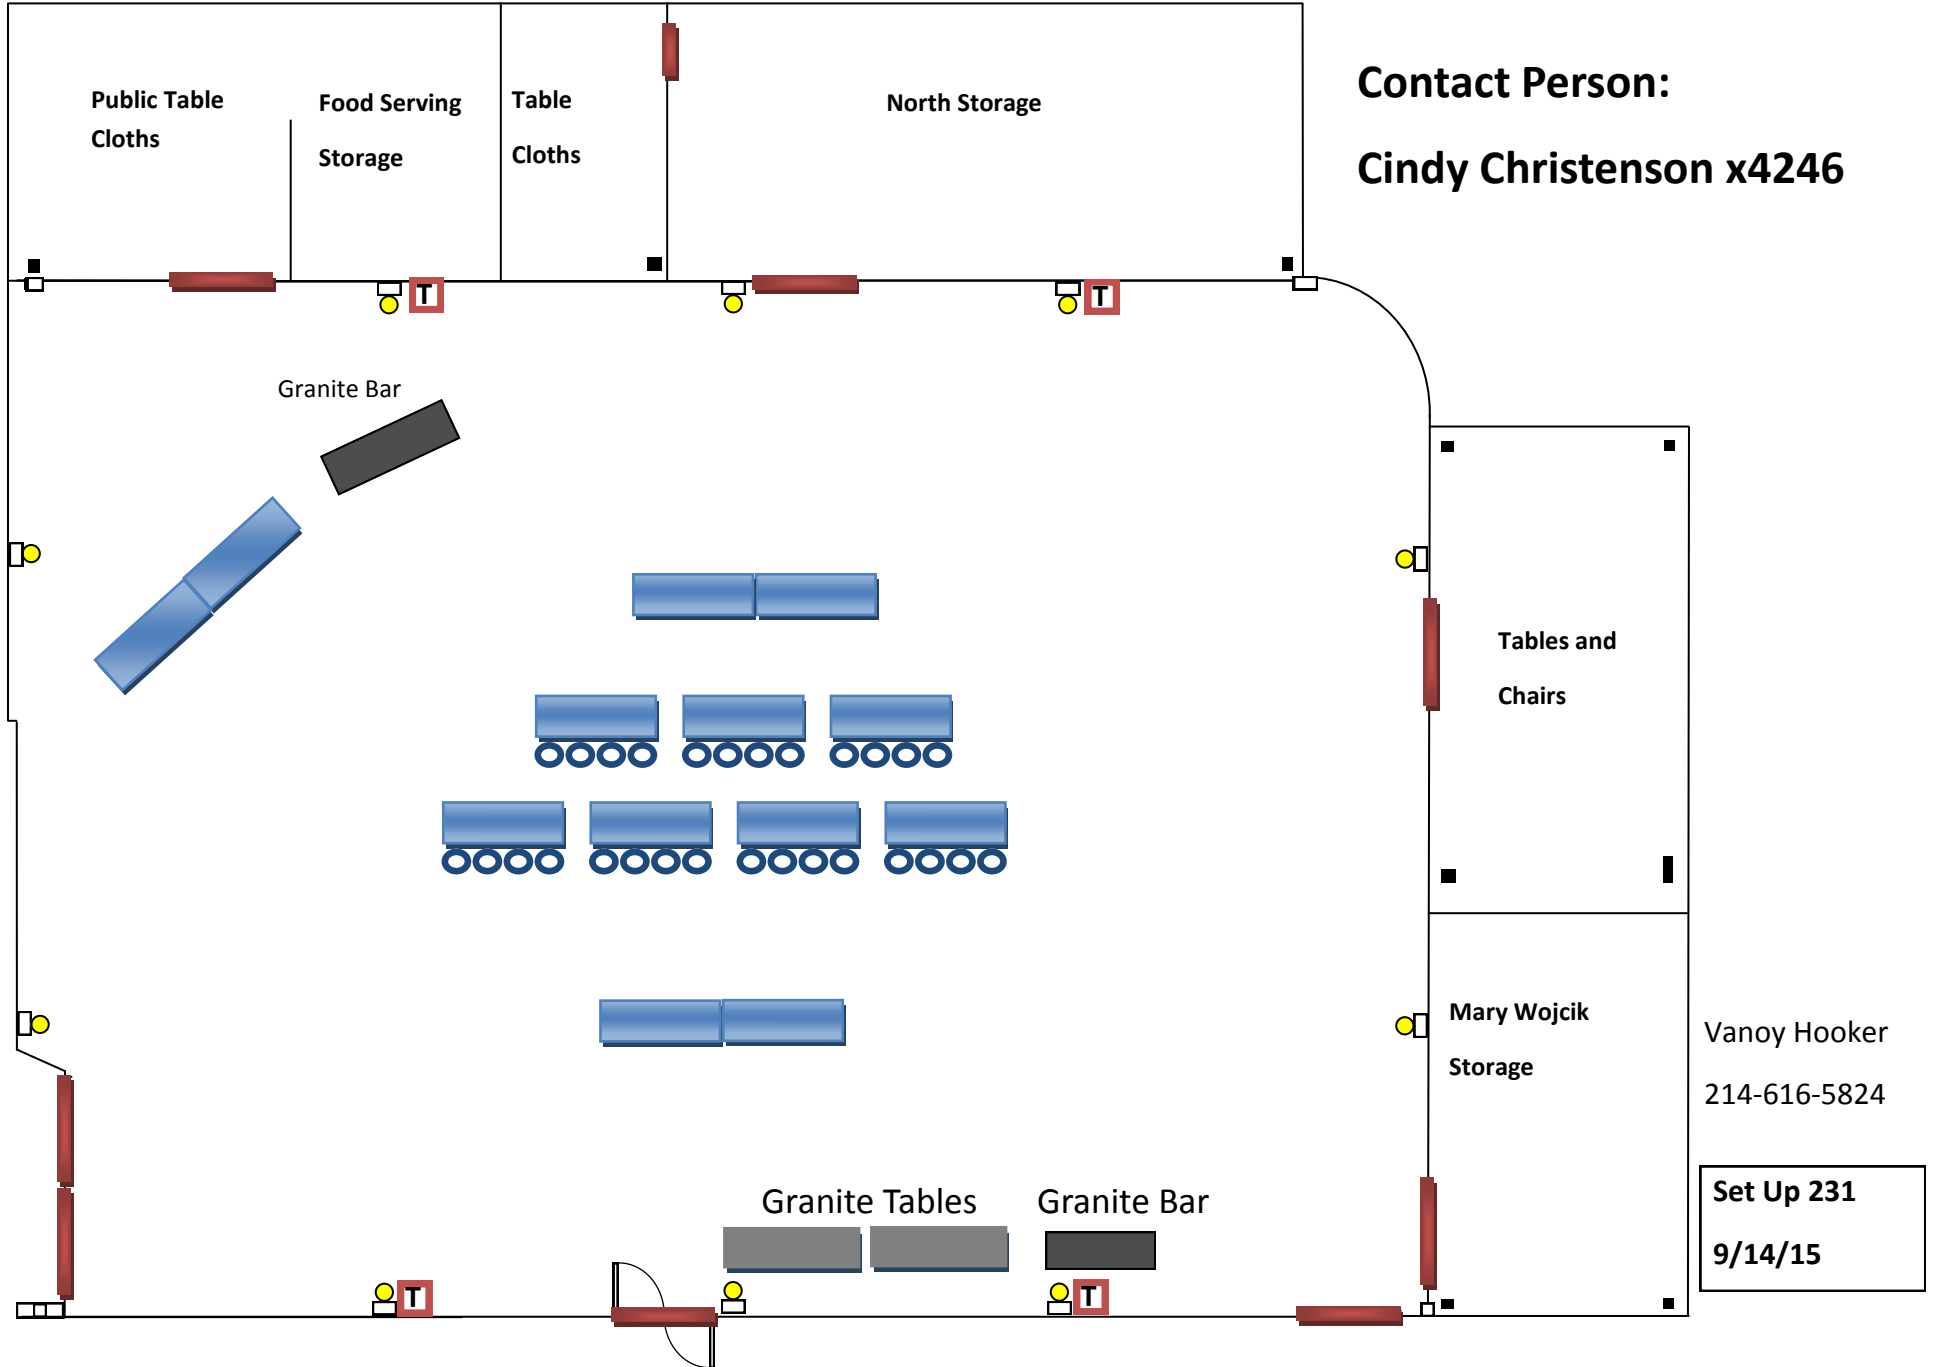 Public Table
Cloths
Food Serving
Storage
Table
Cloths
North Storage
Contact Person:
Cindy Christenson x4246
T
T
Granite Bar
Tables and
Chairs
Mary Wojcik
Storage
Vanoy Hooker
214-616-5824
Granite Tables
Granite Bar
Set Up 231
9/14/15
T
T